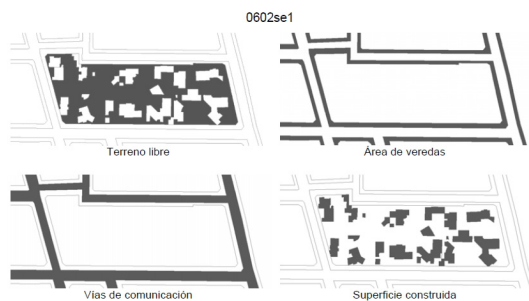 0602se1
Terreno libre
Área de veredas
Vías de comunicación
Superficie construida